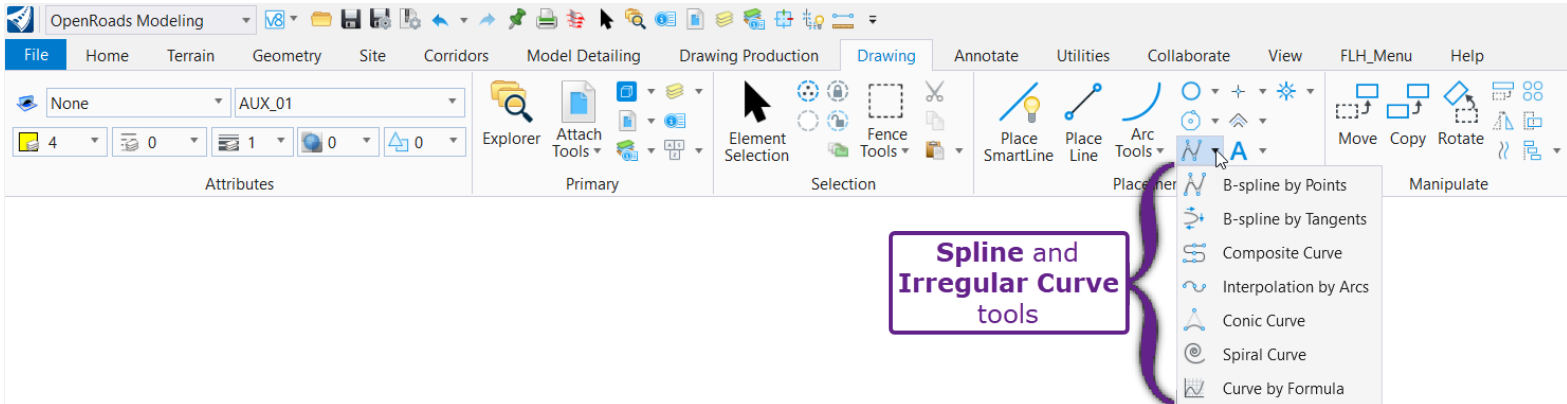 OpenRoads Modeling
V8
File Home Terrain Geometry Site Corridors Model Detailing Drawing Production Drawing Annotate Utilities Collaborate View FLH_Menu Help
None AUX_01
4 0 1 0 0
Attributes
Explorer
Attach
Tools
Primary
Element
Selection
Fence
Tools
Selection
Place
SmartLine
Place
Line
Arc
Tools
A
Move Copy Rotate
Manipulate
B-spline by Points
B-spline by Tangents
Composite Curve
Interpolation by Arcs
Conic Curve
Spiral Curve
Curve by Formula
Spline and
Irregular Curve
tools